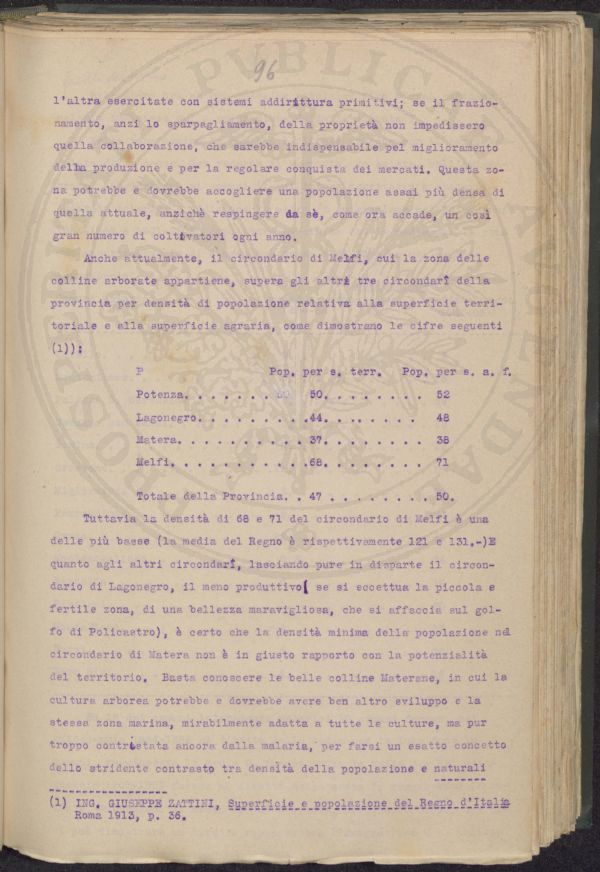 96
l'altra esercitate con sistemi addirittura primitivi; se il frazio-
namento, anzi lo sparpagliamento, della proprietà non impedissero
quella collaborazione, che sarebbe indispensabile pel miglioramento
della produzione e per la regolare conquista dei mercati. Questa zo-
na potrebbe e dovrebbe accogliere una popolazione assai più densa di
quella attuale, anzichè respingere da sè, come ora accade, un così
gran numero di coltivatori ogni anno.
Anche attualmente, il circondario di Melfi, cui la zona delle
colline arborate appartiene, supera gli altri tre circondarî della
provincia per densità di popolazione relativa alla superficie terri-
toriale e alla superficie agraria, come dimostrano le cifre seguenti
(1)):
P Pop. per s. terr. Pop. per s. a. f.
Potenza. . . . . . . . 50. . . . . . . . . 52
Lagonegro. . . . . . . . . .44. . . . . . . . 48
Matera. . . . . . . . . . . .37. . . . . . . . . 38
Melfi. . . . . . . . . . . . .68. . . . . . . . . 71
Totale della Provincia. . 47 . . . . . . . . . 50.
Tuttavia la densità di 68 e 71 del circondario di Melfi è una
delle più basse (la media del Regno è rispettivamente 121 e 131.-)E
quanto agli altri circondarî, lasciando pure in disparte il circon-
dario di Lagonegro, il meno produttivo( se si eccettua la piccola e
fertile zona, di una bellezza maravigliosa, che si affaccia sul gol-
fo di Policastro), è certo che la densità minima della popolazione nel
circondario di Matera non è in giusto rapporto con la potenzialità
del territorio. Basta conoscere le belle colline Materane, in cui la
cultura arborea potrebbe e dovrebbe avere ben altro sviluppo e la
stessa zona marina, mirabilmente adatta a tutte le culture, ma pur
troppo contrastata ancora dalla malaria, per farsi un esatto concetto
dello stridente contrasto tra densità della popolazione e naturali
(1) ING. GIUSEPPE ZATTINI, Superficie e popolazione del Regno d'Italia
Roma 1913, p. 36.